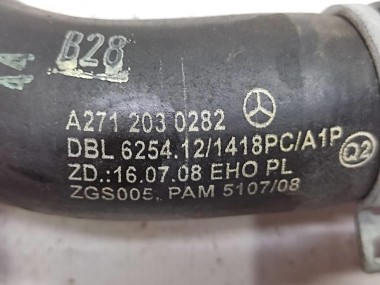 44
B28
A271 203 0282
DBL 6254.12/1418PC/A1P Q2
ZD.:16.07.08 EHO PL
ZGS005. PAM 5107/08